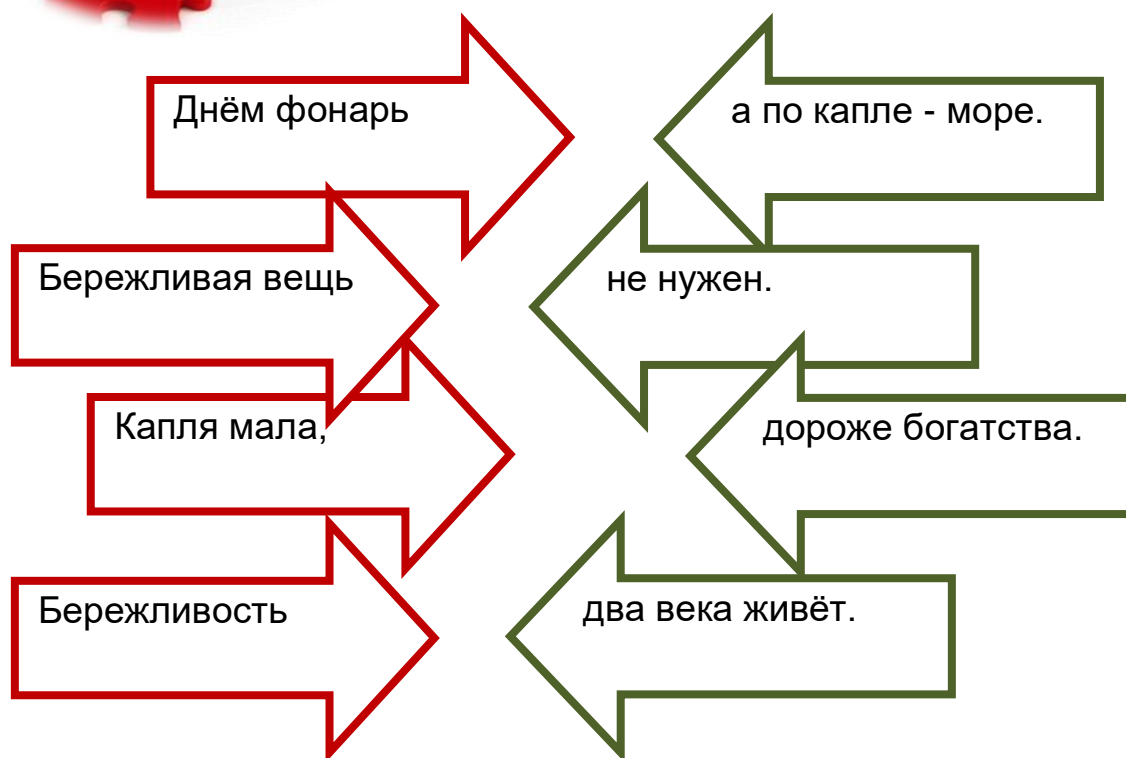 Днём фонарь
а по капле - море.
Бережливая вещь
не нужен.
Капля мала,
дороже богатства.
Бережливость
два века живёт.